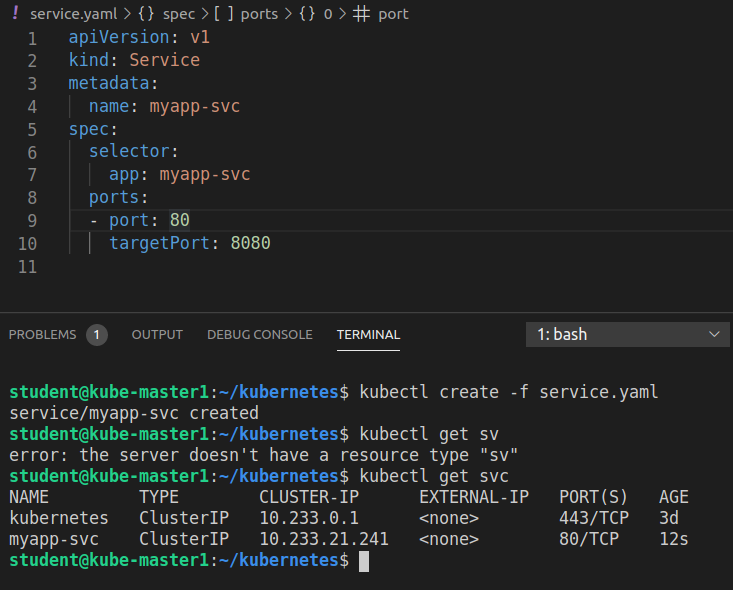 ! service.yaml > {} spec > [ ] ports > {} 0 > # port
1 apiVersion: v1
2 kind: Service
3 metadata:
4   name: myapp-svc
5 spec:
6   selector:
7     app: myapp-svc
8   ports:
9   - port: 80
10     targetPort: 8080
11
PROBLEMS 1 OUTPUT DEBUG CONSOLE TERMINAL 1: bash
student@kube-master1:~/kubernetes$ kubectl create -f service.yaml
service/myapp-svc created
student@kube-master1:~/kubernetes$ kubectl get sv
error: the server doesn't have a resource type "sv"
student@kube-master1:~/kubernetes$ kubectl get svc
NAME         TYPE        CLUSTER-IP      EXTERNAL-IP   PORT(S)   AGE
kubernetes   ClusterIP   10.233.0.1      <none>        443/TCP   3d
myapp-svc    ClusterIP   10.233.21.241   <none>        80/TCP    12s
student@kube-master1:~/kubernetes$